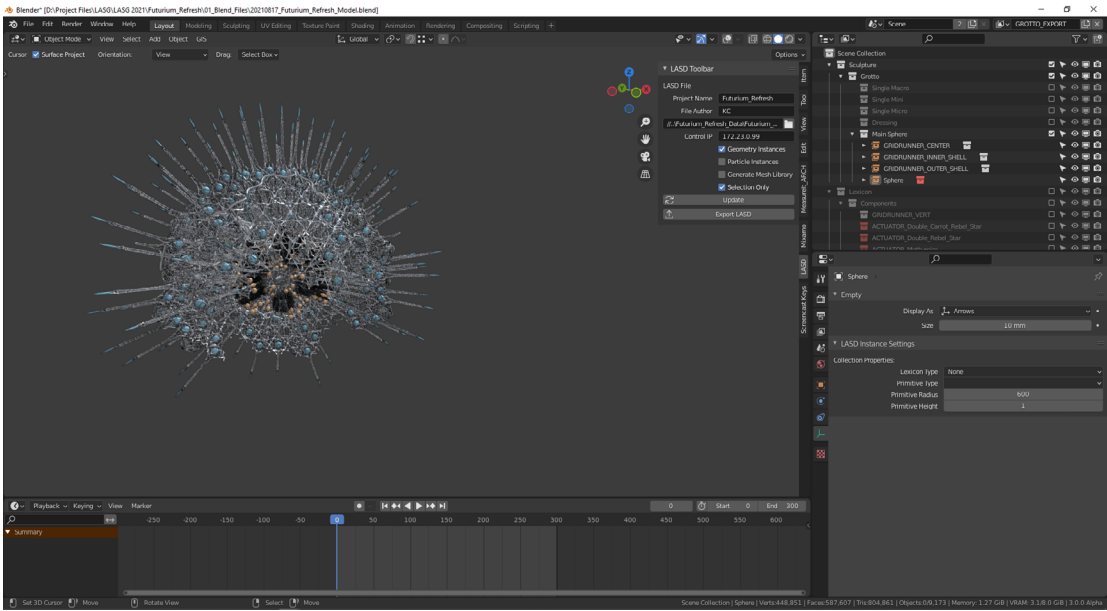 Blender* [D:\Project Files\LASG\LASG 2021\Futurium_Refresh\01_Blend_Files\20210817_Futurium_Refresh_Model.blend]
File Edit Render Window Help Layout Modeling Sculpting UV Editing Texture Paint Shading Animation Rendering Compositing Scripting + Scene 2 GROTTO_EXPORT
Object Mode View Select Add Object GIS Global
Cursor Surface Project Orientation: View Drag: Select Box Options
LASD Toolbar
LASD File
Project Name Futurium_Refresh
File Author KC
//..\Futurium_Refresh_Data\Futurium_...
Control IP 172.23.0.99
Geometry Instances
Particle Instances
Generate Mesh Library
Selection Only
Update
Export LASD
Item
Too
View
Edit
MeasureIt_ARCH
Mixamo
LASD
Screencast Keys
Scene Collection
Sculpture
Grotto
Single Macro
Single Mini
Single Micro
Dressing
Main Sphere
GRIDRUNNER_CENTER
GRIDRUNNER_INNER_SHELL
GRIDRUNNER_OUTER_SHELL
Sphere
Lexicon
Components
GRIDRUNNER_VERT
ACTUATOR_Double_Carrot_Rebel_Star
ACTUATOR_Double_Rebel_Star
Sphere
Empty
Display As Arrows
Size 10 mm
LASD Instance Settings
Collection Properties:
Lexicon Type None
Primitive Type
Primitive Radius 600
Primitive Height 1
Playback Keying View Marker 0 Start 0 End 300
-250 -200 -150 -100 -50 0 50 100 150 200 250 300 350 400 450 500 550 600
Summary
Set 3D Cursor Move Rotate View Select Move Scene Collection | Sphere | Verts:448,851 | Faces:587,607 | Tris:804,861 | Objects:0/9,173 | Memory: 1.27 GiB | VRAM: 3.1/8.0 GiB | 3.0.0 Alpha